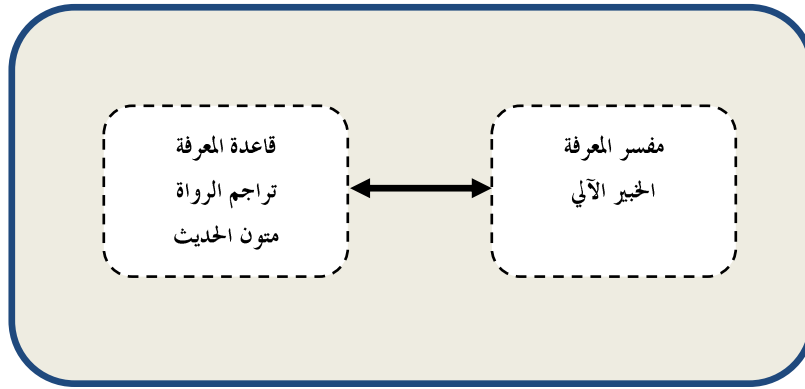 مفسر المعرفة
الخبير الآلي
قاعدة المعرفة
تراجم الرواة
متون الحديث